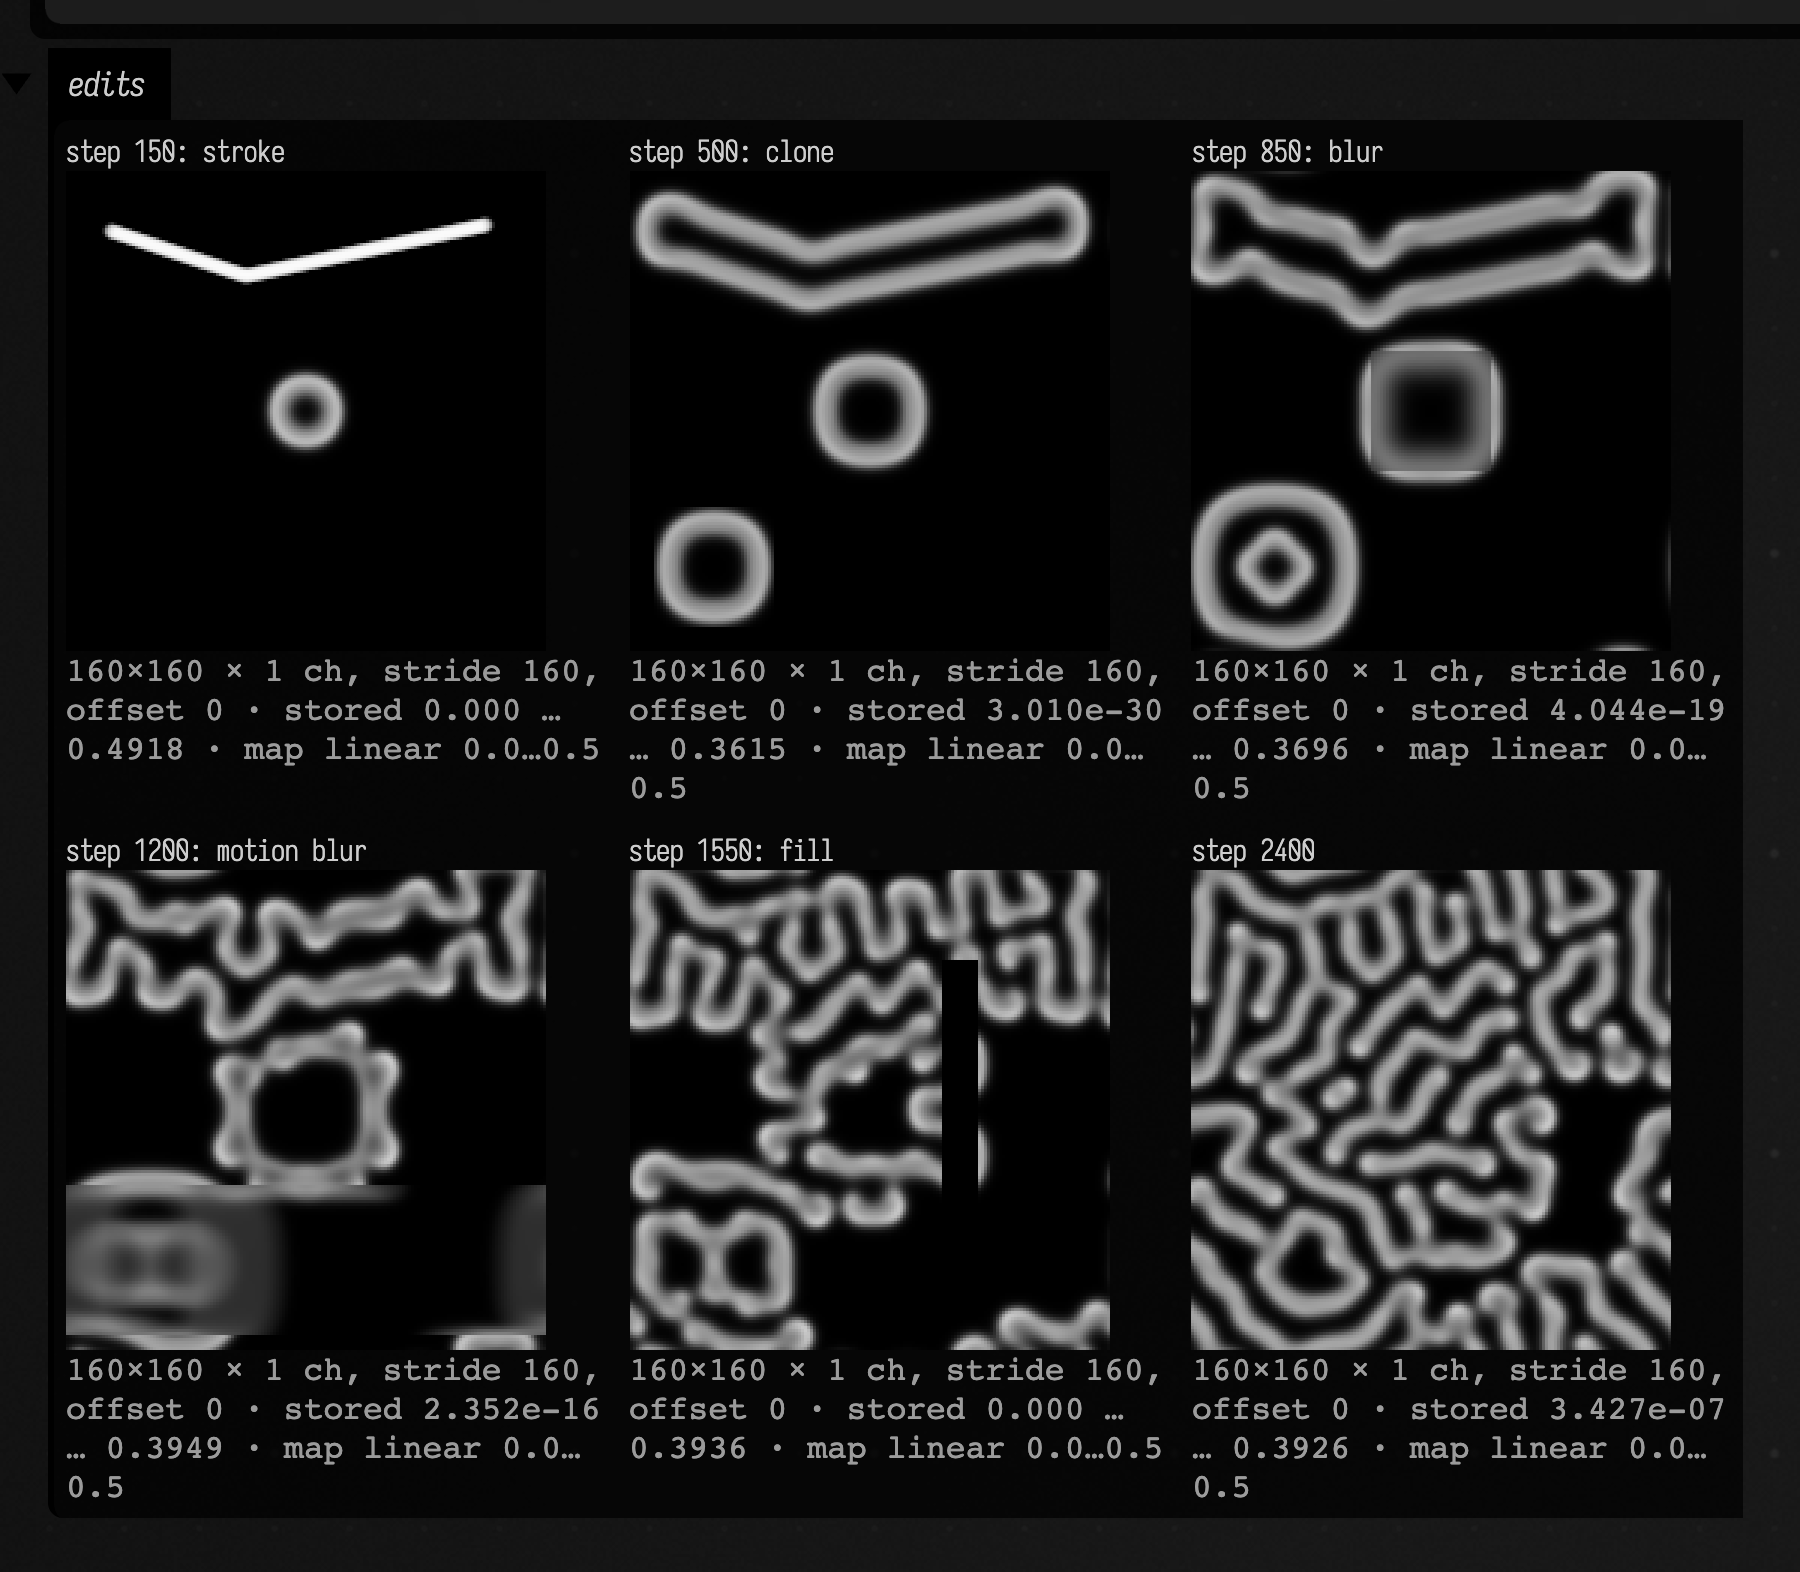 edits
step 150: stroke
step 500: clone
step 850: blur
160×160 × 1 ch, stride 160,
offset 0 · stored 0.000 …
0.4918 · map linear 0.0…0.5
160×160 × 1 ch, stride 160,
offset 0 · stored 3.010e-30
… 0.3615 · map linear 0.0…
0.5
160×160 × 1 ch, stride 160,
offset 0 · stored 4.044e-19
… 0.3696 · map linear 0.0…
0.5
step 1200: motion blur
step 1550: fill
step 2400
160×160 × 1 ch, stride 160,
offset 0 · stored 2.352e-16
… 0.3949 · map linear 0.0…
0.5
160×160 × 1 ch, stride 160,
offset 0 · stored 0.000 …
0.3936 · map linear 0.0…0.5
160×160 × 1 ch, stride 160,
offset 0 · stored 3.427e-07
… 0.3926 · map linear 0.0…
0.5